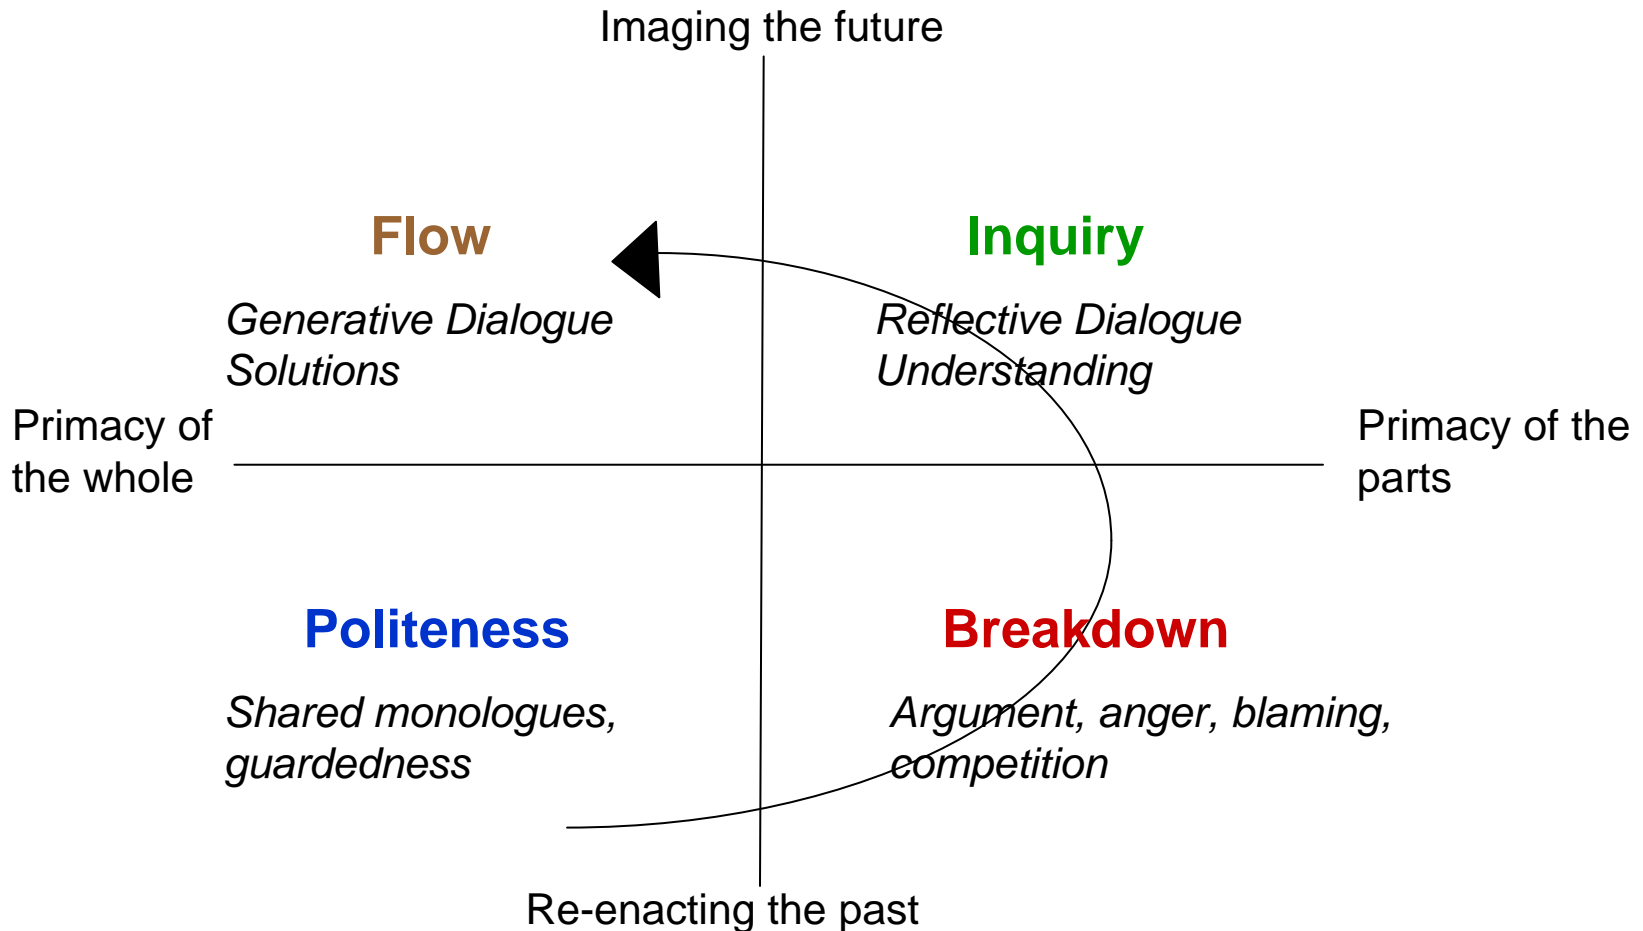 Imaging the future
Flow
Inquiry
Generative Dialogue
Solutions
Reflective Dialogue
Understanding
Primacy of
the whole
Primacy of the
parts
Politeness
Breakdown
Shared monologues,
guardedness
Argument, anger, blaming,
competition
Re-enacting the past